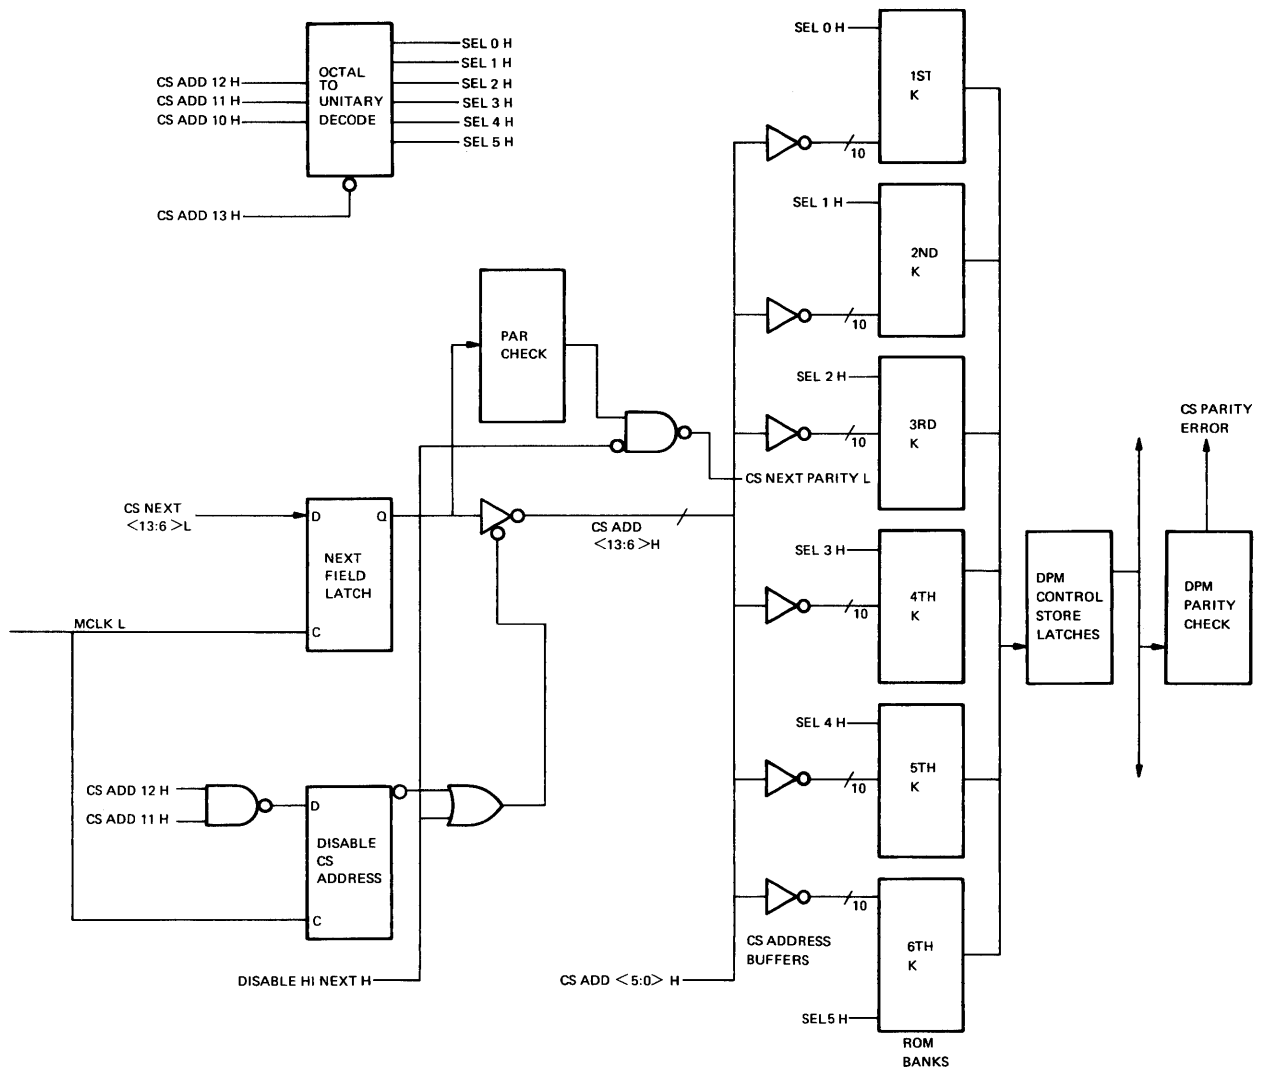 OCTAL
TO
UNITARY
DECODE
CS ADD 12 H
CS ADD 11 H
CS ADD 10 H
CS ADD 13 H
SEL 0 H
SEL 1 H
SEL 2 H
SEL 3 H
SEL 4 H
SEL 5 H
PAR
CHECK
CS NEXT PARITY L
CS NEXT
<13:6>L
D
Q
NEXT
FIELD
LATCH
C
MCLK L
CS ADD
<13:6>H
CS ADD 12 H
CS ADD 11 H
D
DISABLE
CS
ADDRESS
C
DISABLE HI NEXT H
CS ADD <5:0> H
SEL 0 H
1ST
K
10
SEL 1 H
2ND
K
10
SEL 2 H
3RD
K
10
SEL 3 H
4TH
K
10
SEL 4 H
5TH
K
10
10
6TH
K
SEL5 H
CS ADDRESS
BUFFERS
ROM
BANKS
DPM
CONTROL
STORE
LATCHES
CS PARITY
ERROR
DPM
PARITY
CHECK